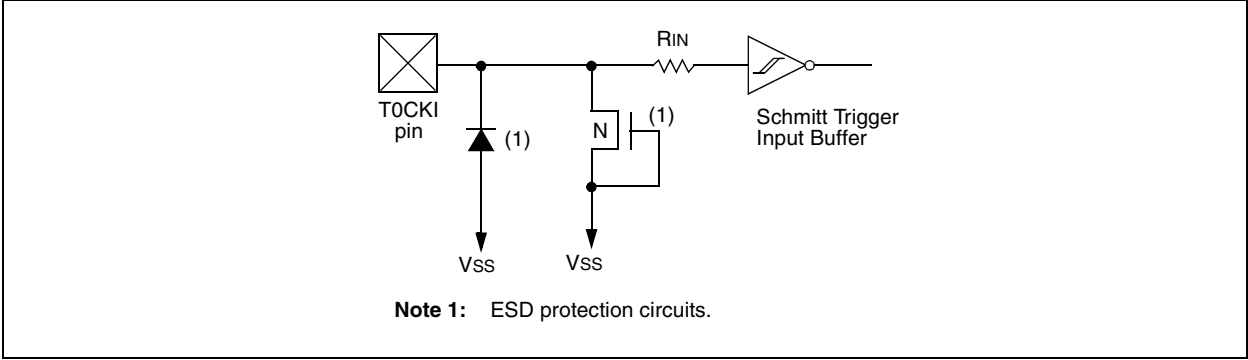 RIN
T0CKI
pin
(1)
N
(1)
Schmitt Trigger
Input Buffer
VSS
VSS
Note 1: ESD protection circuits.